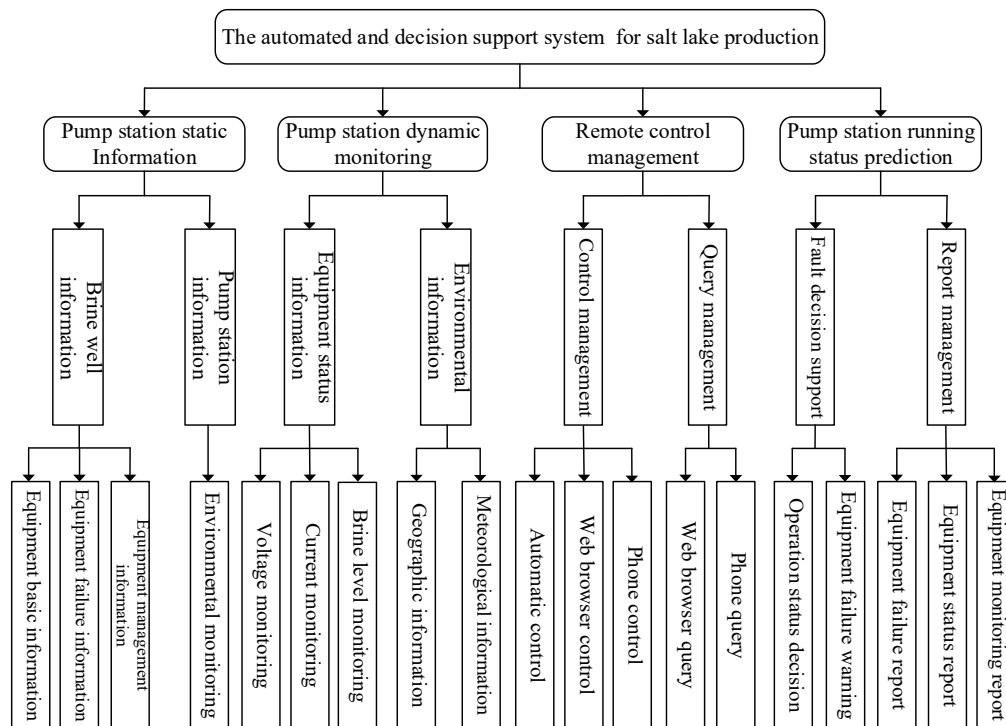 The automated and decision support system for salt lake production
Pump station static
Information
Pump station dynamic
monitoring
Remote control
management
Pump station running
status prediction
Brine well
information
Pump station
information
Equipment status
information
Environmental
information
Control management
Query management
Fault decision support
Report management
Equipment basic information
Equipment failure information
Equipment management
information
Environmental monitoring
Voltage monitoring
Current monitoring
Brine level monitoring
Geographic information
Meteorological information
Automatic control
Web browser control
Phone control
Web browser query
Phone query
Operation status decision
Equipment failure warning
Equipment failure report
Equipment status report
Equipment monitoring report